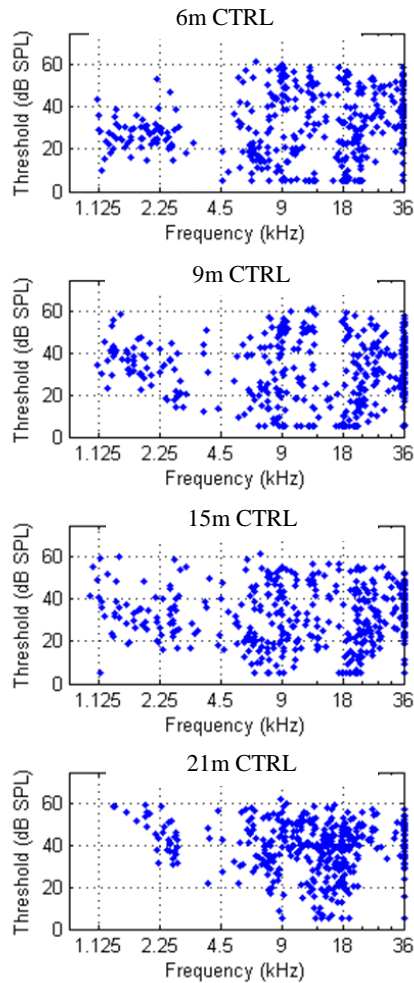 6m CTRL
Threshold (dB SPL)
60
40
20
0
1.125 2.25 4.5 9 18 36
Frequency (kHz)
9m CTRL
Threshold (dB SPL)
60
40
20
0
1.125 2.25 4.5 9 18 36
Frequency (kHz)
15m CTRL
Threshold (dB SPL)
60
40
20
0
1.125 2.25 4.5 9 18 36
Frequency (kHz)
21m CTRL
Threshold (dB SPL)
60
40
20
0
1.125 2.25 4.5 9 18 36
Frequency (kHz)